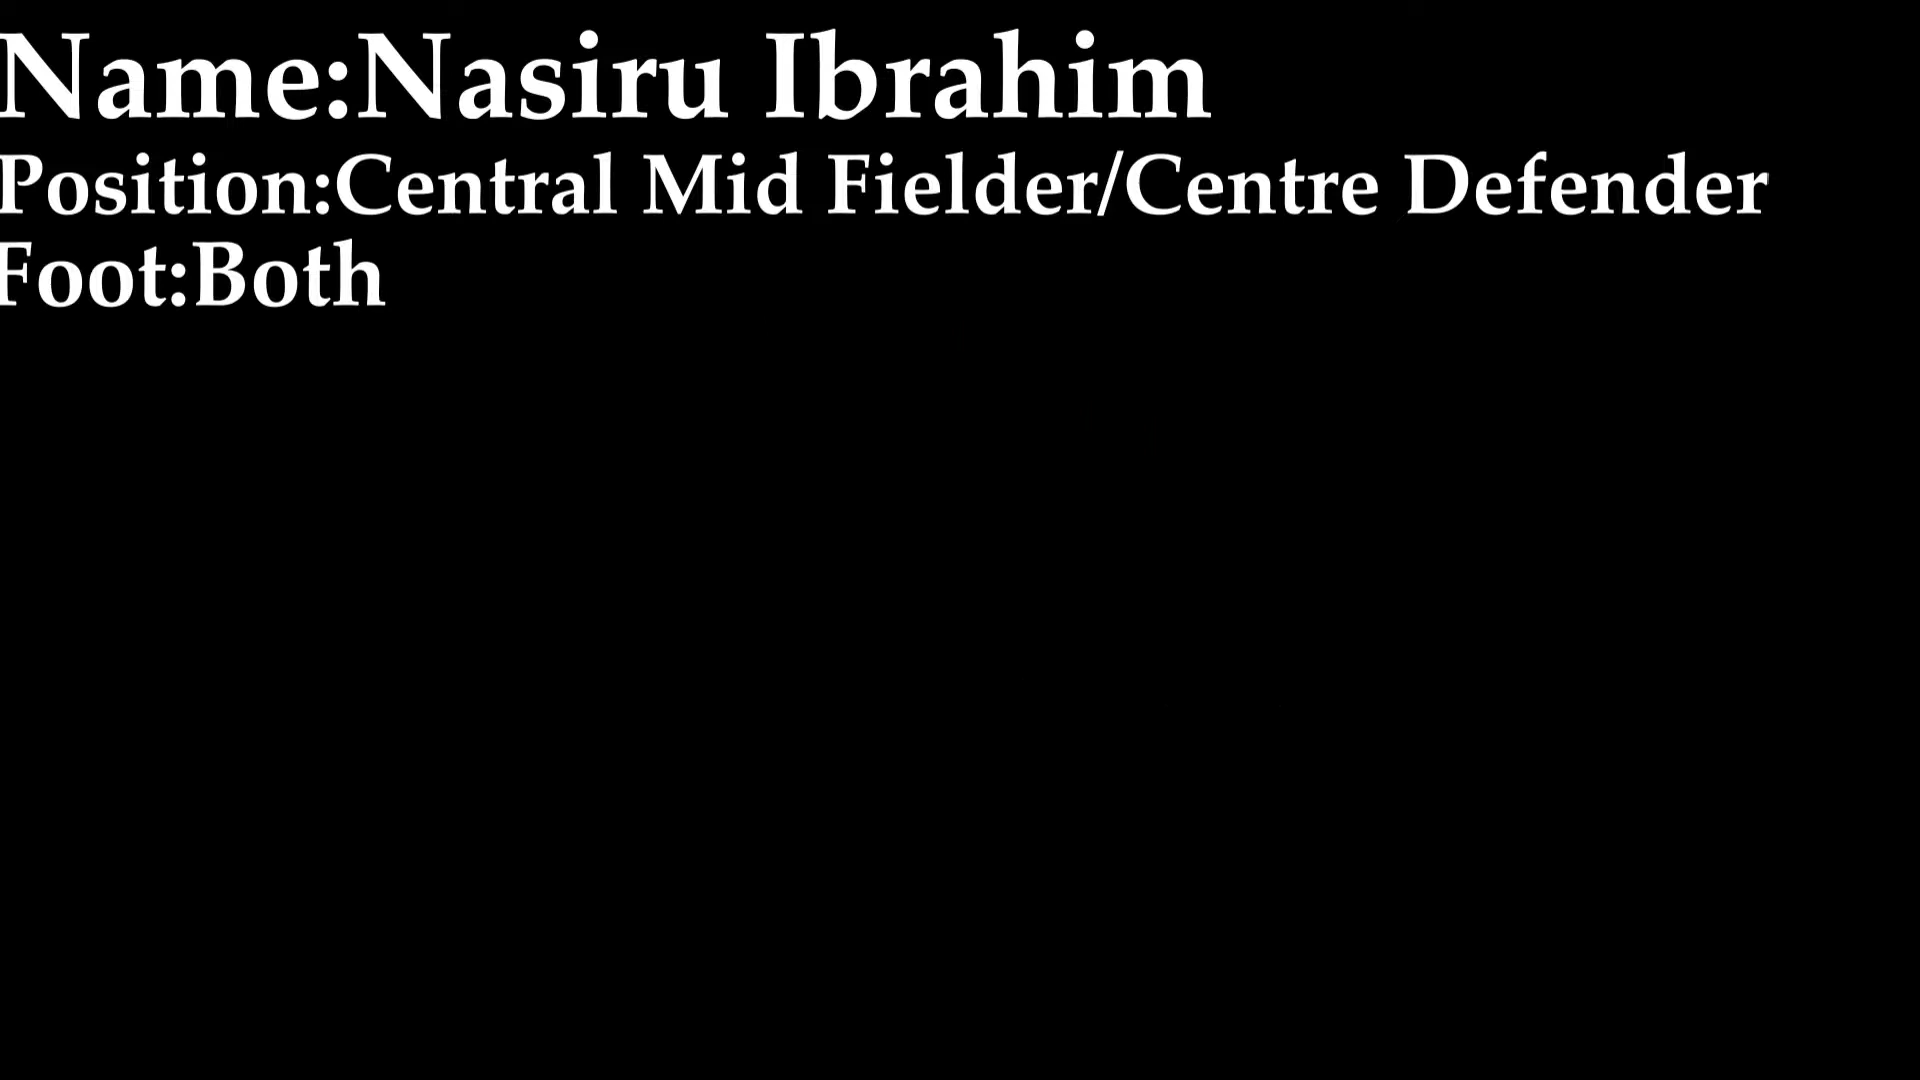 Name:Nasiru Ibrahim
Position:Central Mid Fielder/Centre Defender
Foot:Both